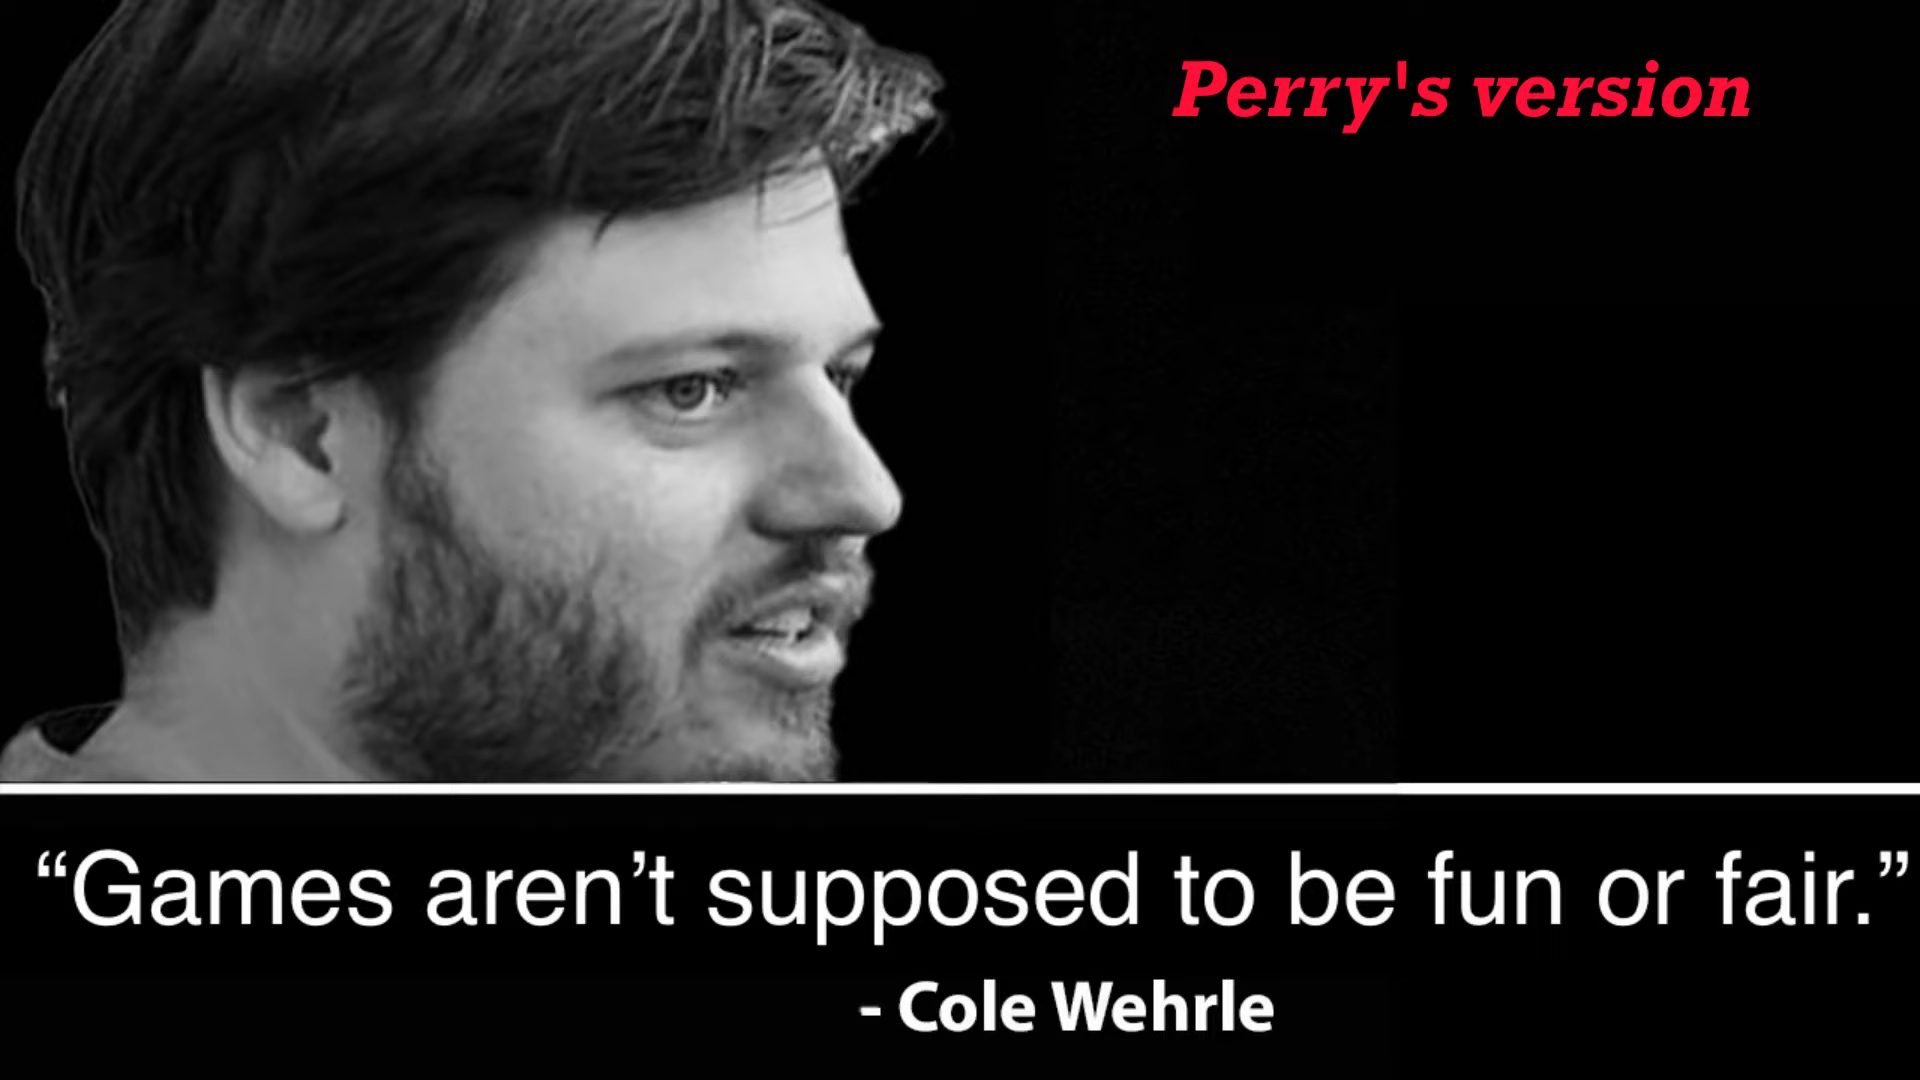 Perry's version
“Games aren’t supposed to be fun or fair.”
- Cole Wehrle